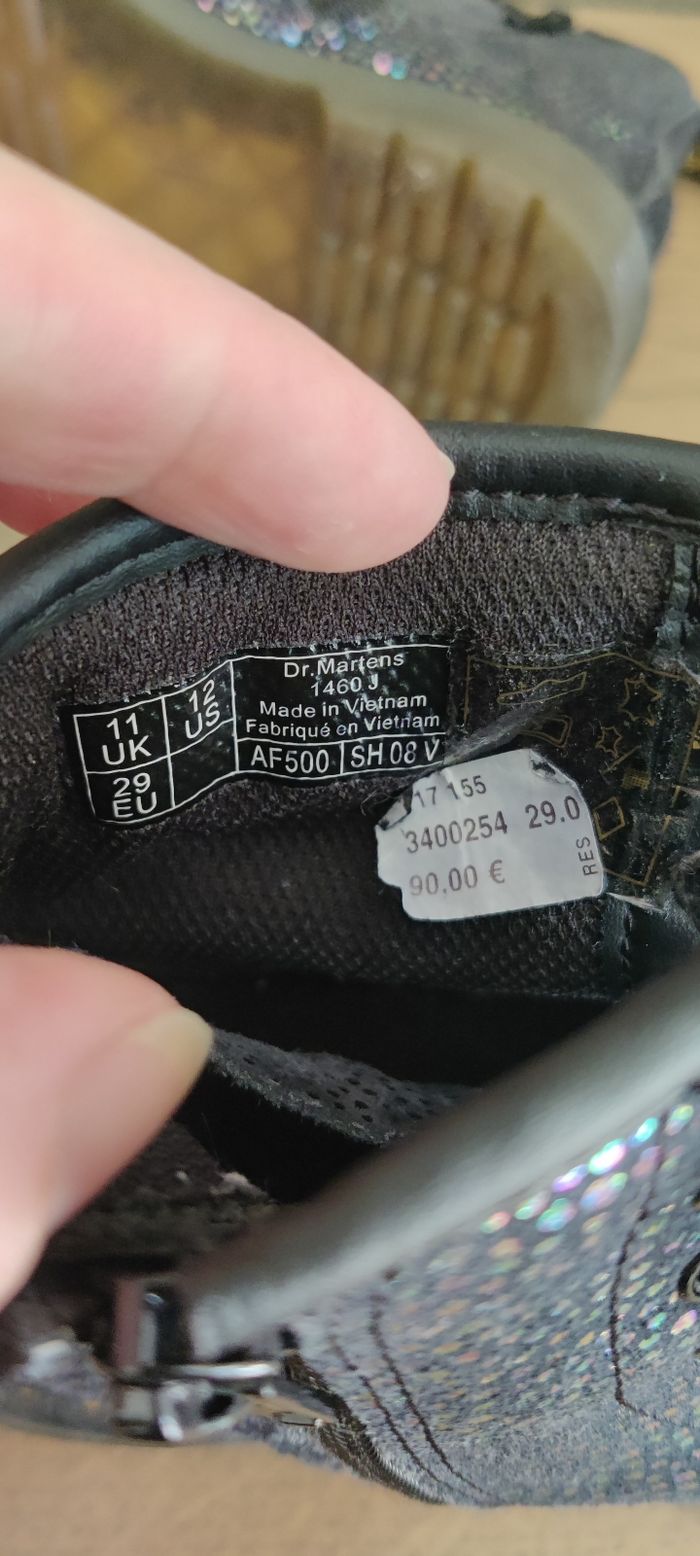 11
UK
12
US
29
EU
Dr.Martens
1460 J
Made in Vietnam
Fabriqué en Vietnam
AF500
SH 08 V
17 155
3400254 29.0
90,00 €
RES